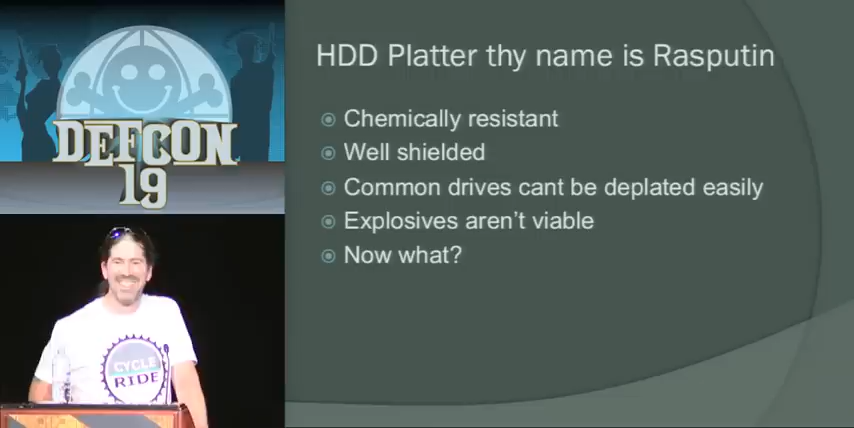 DEFCON
19
HDD Platter thy name is Rasputin
Chemically resistant
Well shielded
Common drives cant be deplated easily
Explosives aren't viable
Now what?
CYCLE
RIDE